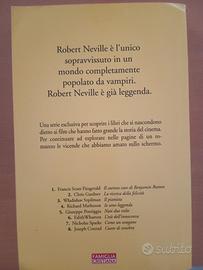 Robert Neville è l'unico
sopravvissuto in un
mondo completamente
popolato da vampiri.
Robert Neville è già leggenda.
Una serie esclusiva per scoprire i libri che si nascondono
dietro ai film che hanno fatto grande la storia del cinema.
Per continuare ad esplorare nelle pagine di un ro-
manzo le vicende che abbiamo amato sullo schermo.
1. Francis Scott Fitzgerald Il curioso caso di Benjamin Button
2. Chris Gardner La ricerca della felicità
3. Wladyslaw Szpilman Il pianista
4. Richard Matheson Io sono leggenda
5. Giuseppe Pontiggia Nati due volte
6. Edith Wharton L'età dell'innocenza
7. Nicholas Sparks Come un uragano
8. Joseph Conrad Cuore di tenebra
FAMIGLIA
CRISTIANA
subito